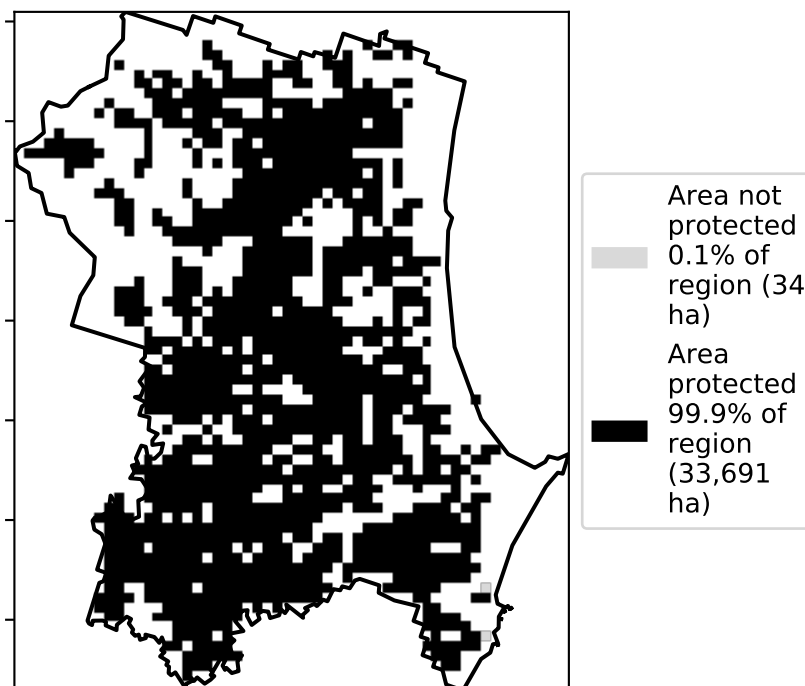 Area not
protected
0.1% of
region (34
ha)
Area
protected
99.9% of
region
(33,691
ha)